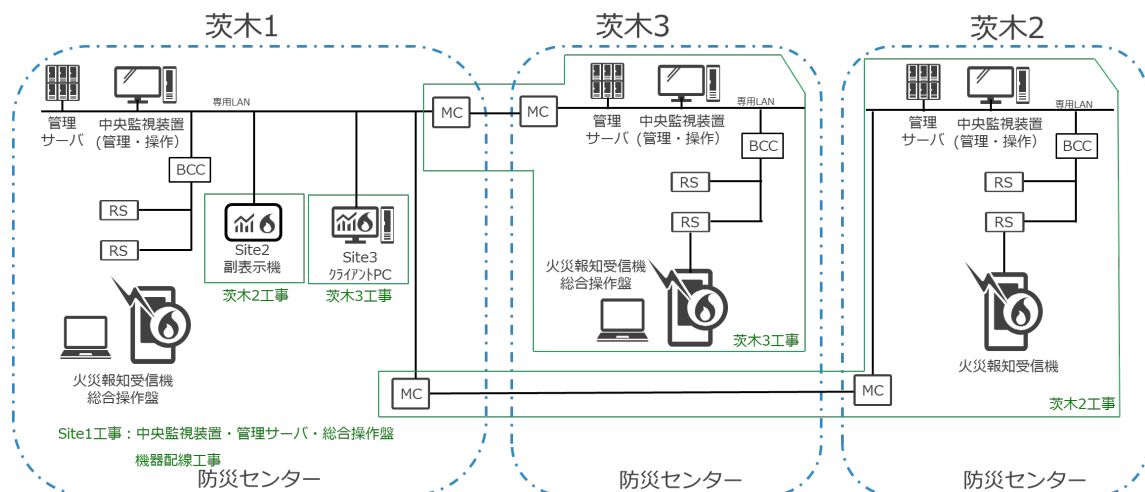 茨木1
茨木3
茨木2
専用LAN
管理
サーバ
中央監視装置
(管理・操作)
BCC
RS
RS
Site2
副表示機
茨木2工事
Site3
クライアントPC
茨木3工事
火災報知受信機
総合操作盤
MC
MC
専用LAN
管理
サーバ
中央監視装置
(管理・操作)
BCC
RS
RS
火災報知受信機
総合操作盤
茨木3工事
専用LAN
管理
サーバ
中央監視装置
(管理・操作)
BCC
RS
RS
火災報知受信機
MC
MC
茨木2工事
Site1工事：中央監視装置・管理サーバ・総合操作盤
機器配線工事
防災センター
防災センター
防災センター